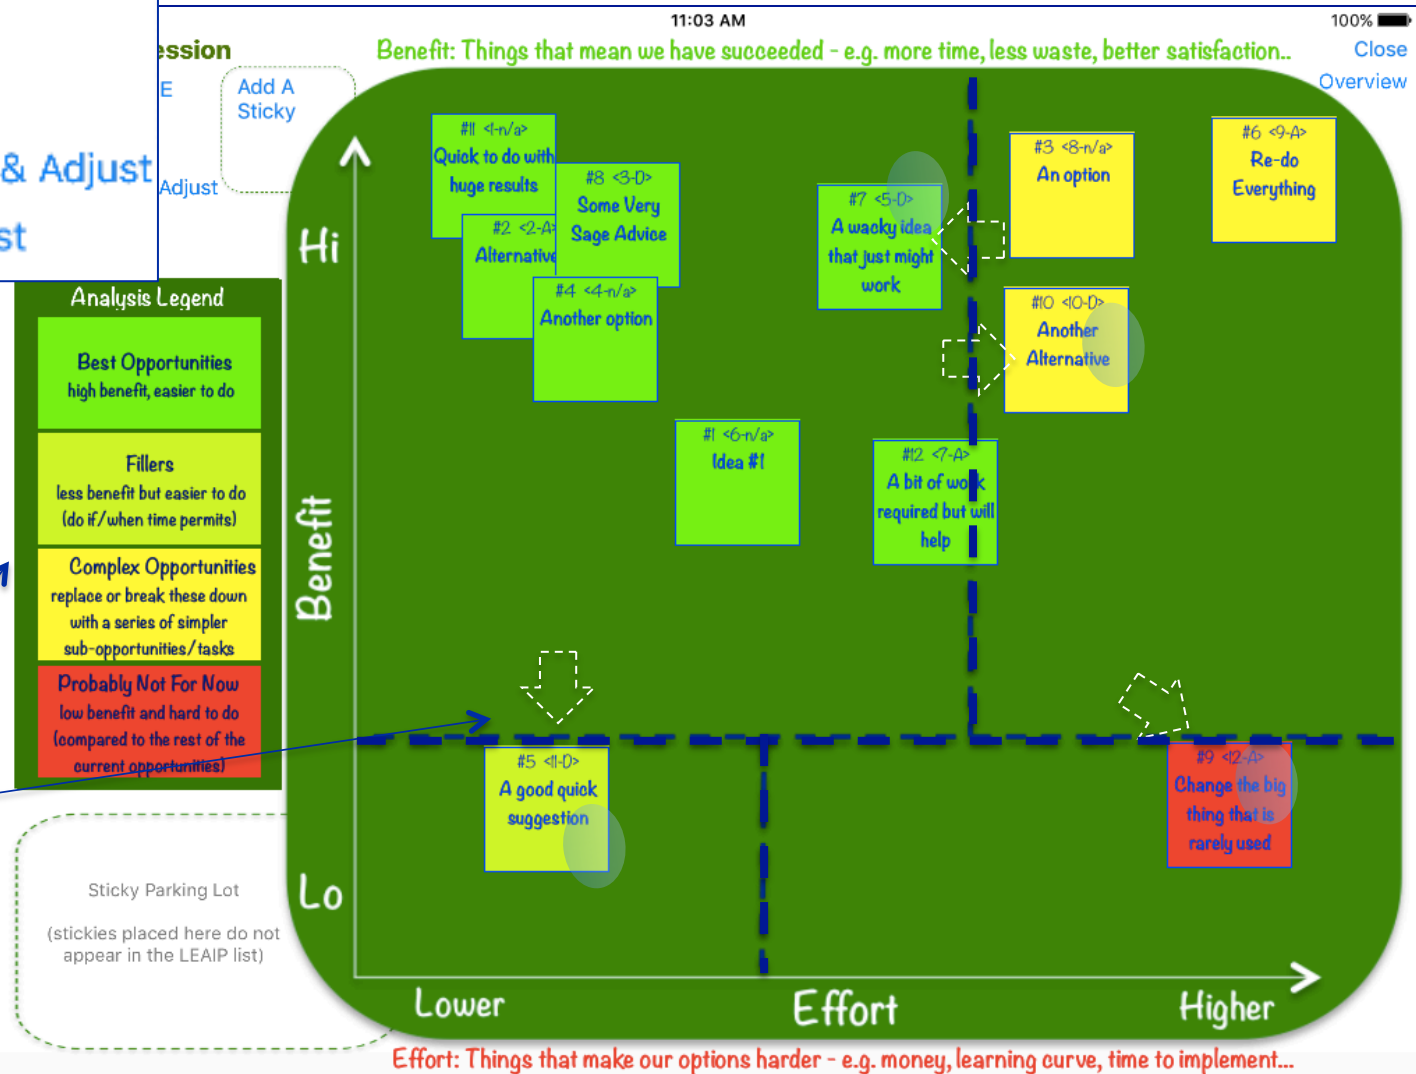 11:03 AM
100%
ession
Benefit: Things that mean we have succeeded - e.g. more time, less waste, better satisfaction..
Close
Overview
E
Add A
Sticky
& Adjust
Adjust
st
#11 <1-n/a>
Quick to do with
huge results
#8 <3-D>
Some Very
Sage Advice
#2 <2-A>
Alternative
#4 <4-n/a>
Another option
#7 <5-D>
A wacky idea
that just might
work
#3 <8-n/a>
An option
#6 <9-A>
Re-do
Everything
#10 <10-D>
Another
Alternative
#1 <6-n/a>
Idea #1
#12 <7-A>
A bit of work
required but will
help
#5 <11-D>
A good quick
suggestion
#9 <12-A>
Change the big
thing that is
rarely used
Hi
Benefit
Lo
Lower
Effort
Higher
Analysis Legend
Best Opportunities
high benefit, easier to do
Fillers
less benefit but easier to do
(do if/when time permits)
Complex Opportunities
replace or break these down
with a series of simpler
sub-opportunities/tasks
Probably Not For Now
low benefit and hard to do
(compared to the rest of the
current opportunities)
Sticky Parking Lot
(stickies placed here do not
appear in the LEAIP list)
Effort: Things that make our options harder - e.g. money, learning curve, time to implement...